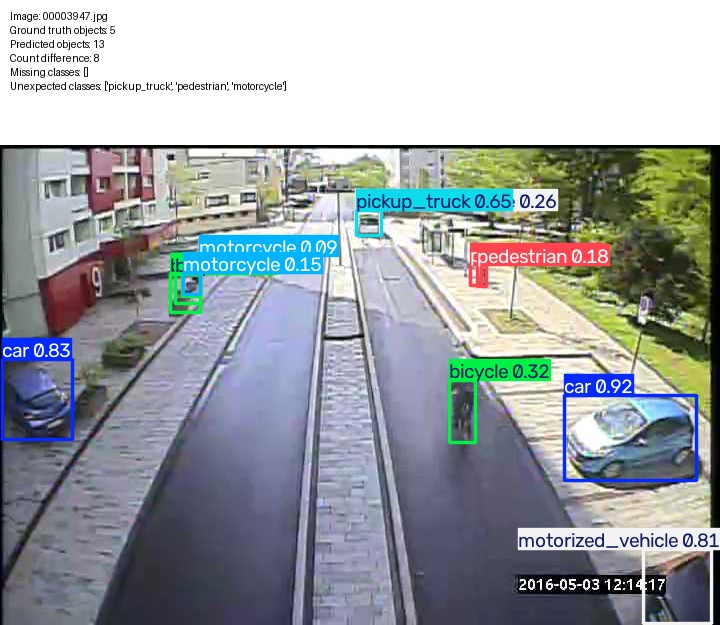 Image: 00003947.jpg
Ground truth objects: 5
Predicted objects: 13
Count difference: 8
Missing classes: []
Unexpected classes: ['pickup_truck', 'pedestrian', 'motorcycle']
pickup_truck 0.65 0.26
motorcycle 0.09
pedestrian 0.18
motorcycle 0.15
9
car 0.83
bicycle 0.32
car 0.92
motorized_vehicle 0.81
2016-05-03 12:14:17